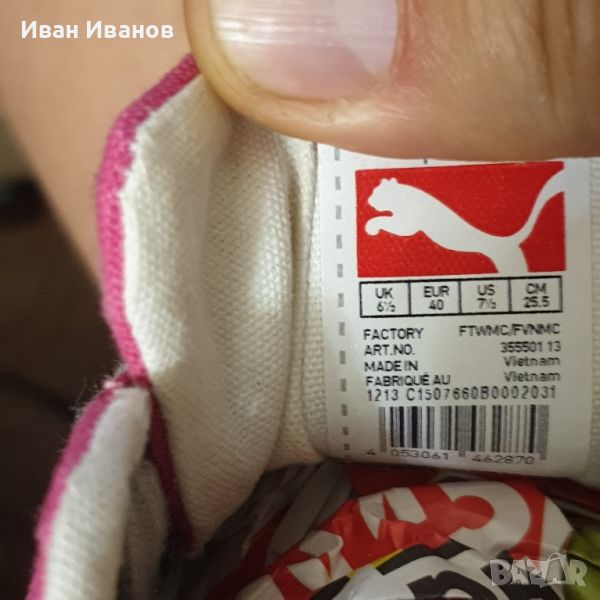 Иван Иванов
UK EUR US CM
6½ 40 7½ 25.5
FACTORY FTWMC/FVNMC
ART.NO. 355501 13
MADE IN Vietnam
FABRIQUÉ AU Vietnam
1213 C1507660B0002031
4 053061 462870
BAZAR